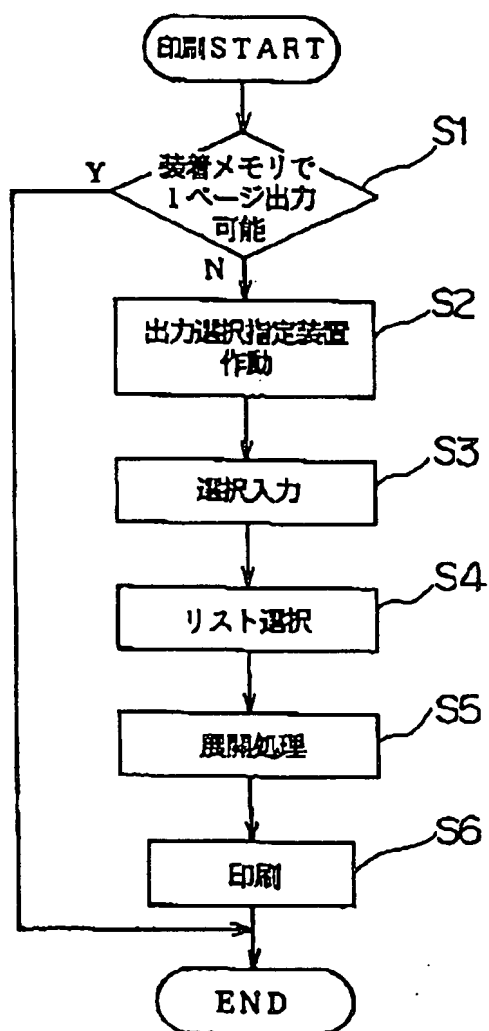 印刷START
S1
Y
装着メモリで
1ページ出力
可能
N
S2
出力選択指定装置
作動
S3
選択入力
S4
リスト選択
S5
展開処理
S6
印刷
END